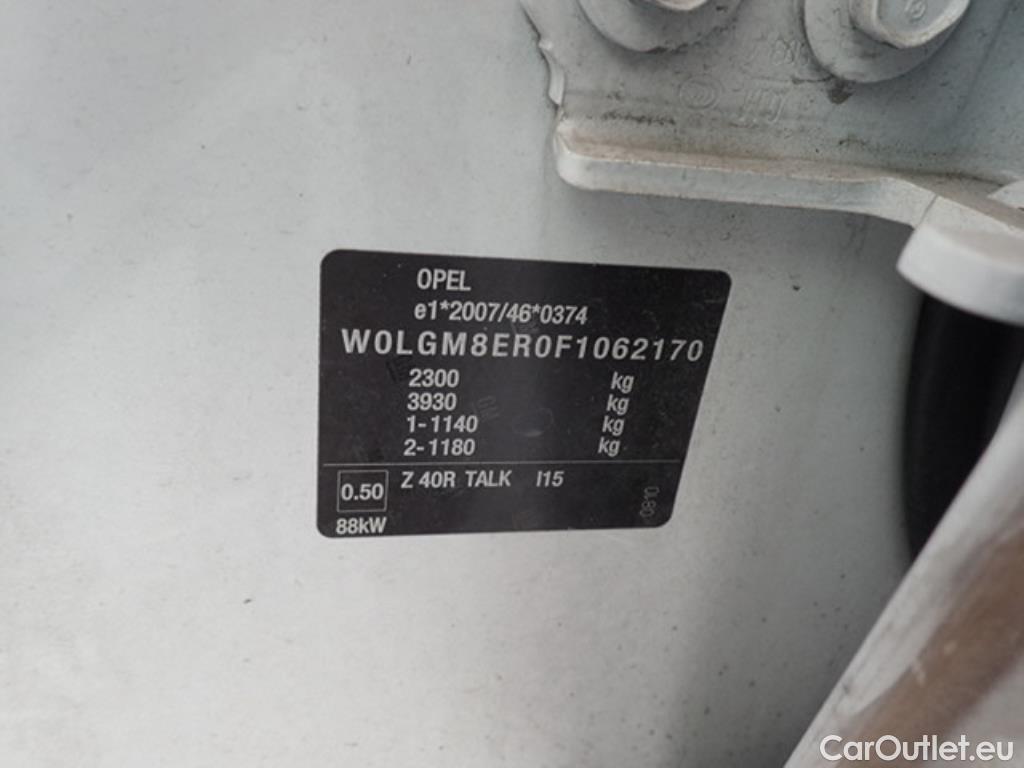 OPEL
e1*2007/46*0374
W0LGM8ER0F1062170
2300 kg
3930 kg
1-1140 kg
2-1180 kg
0.50 Z 40R TALK I15
88kW
0810
CarOutlet.eu